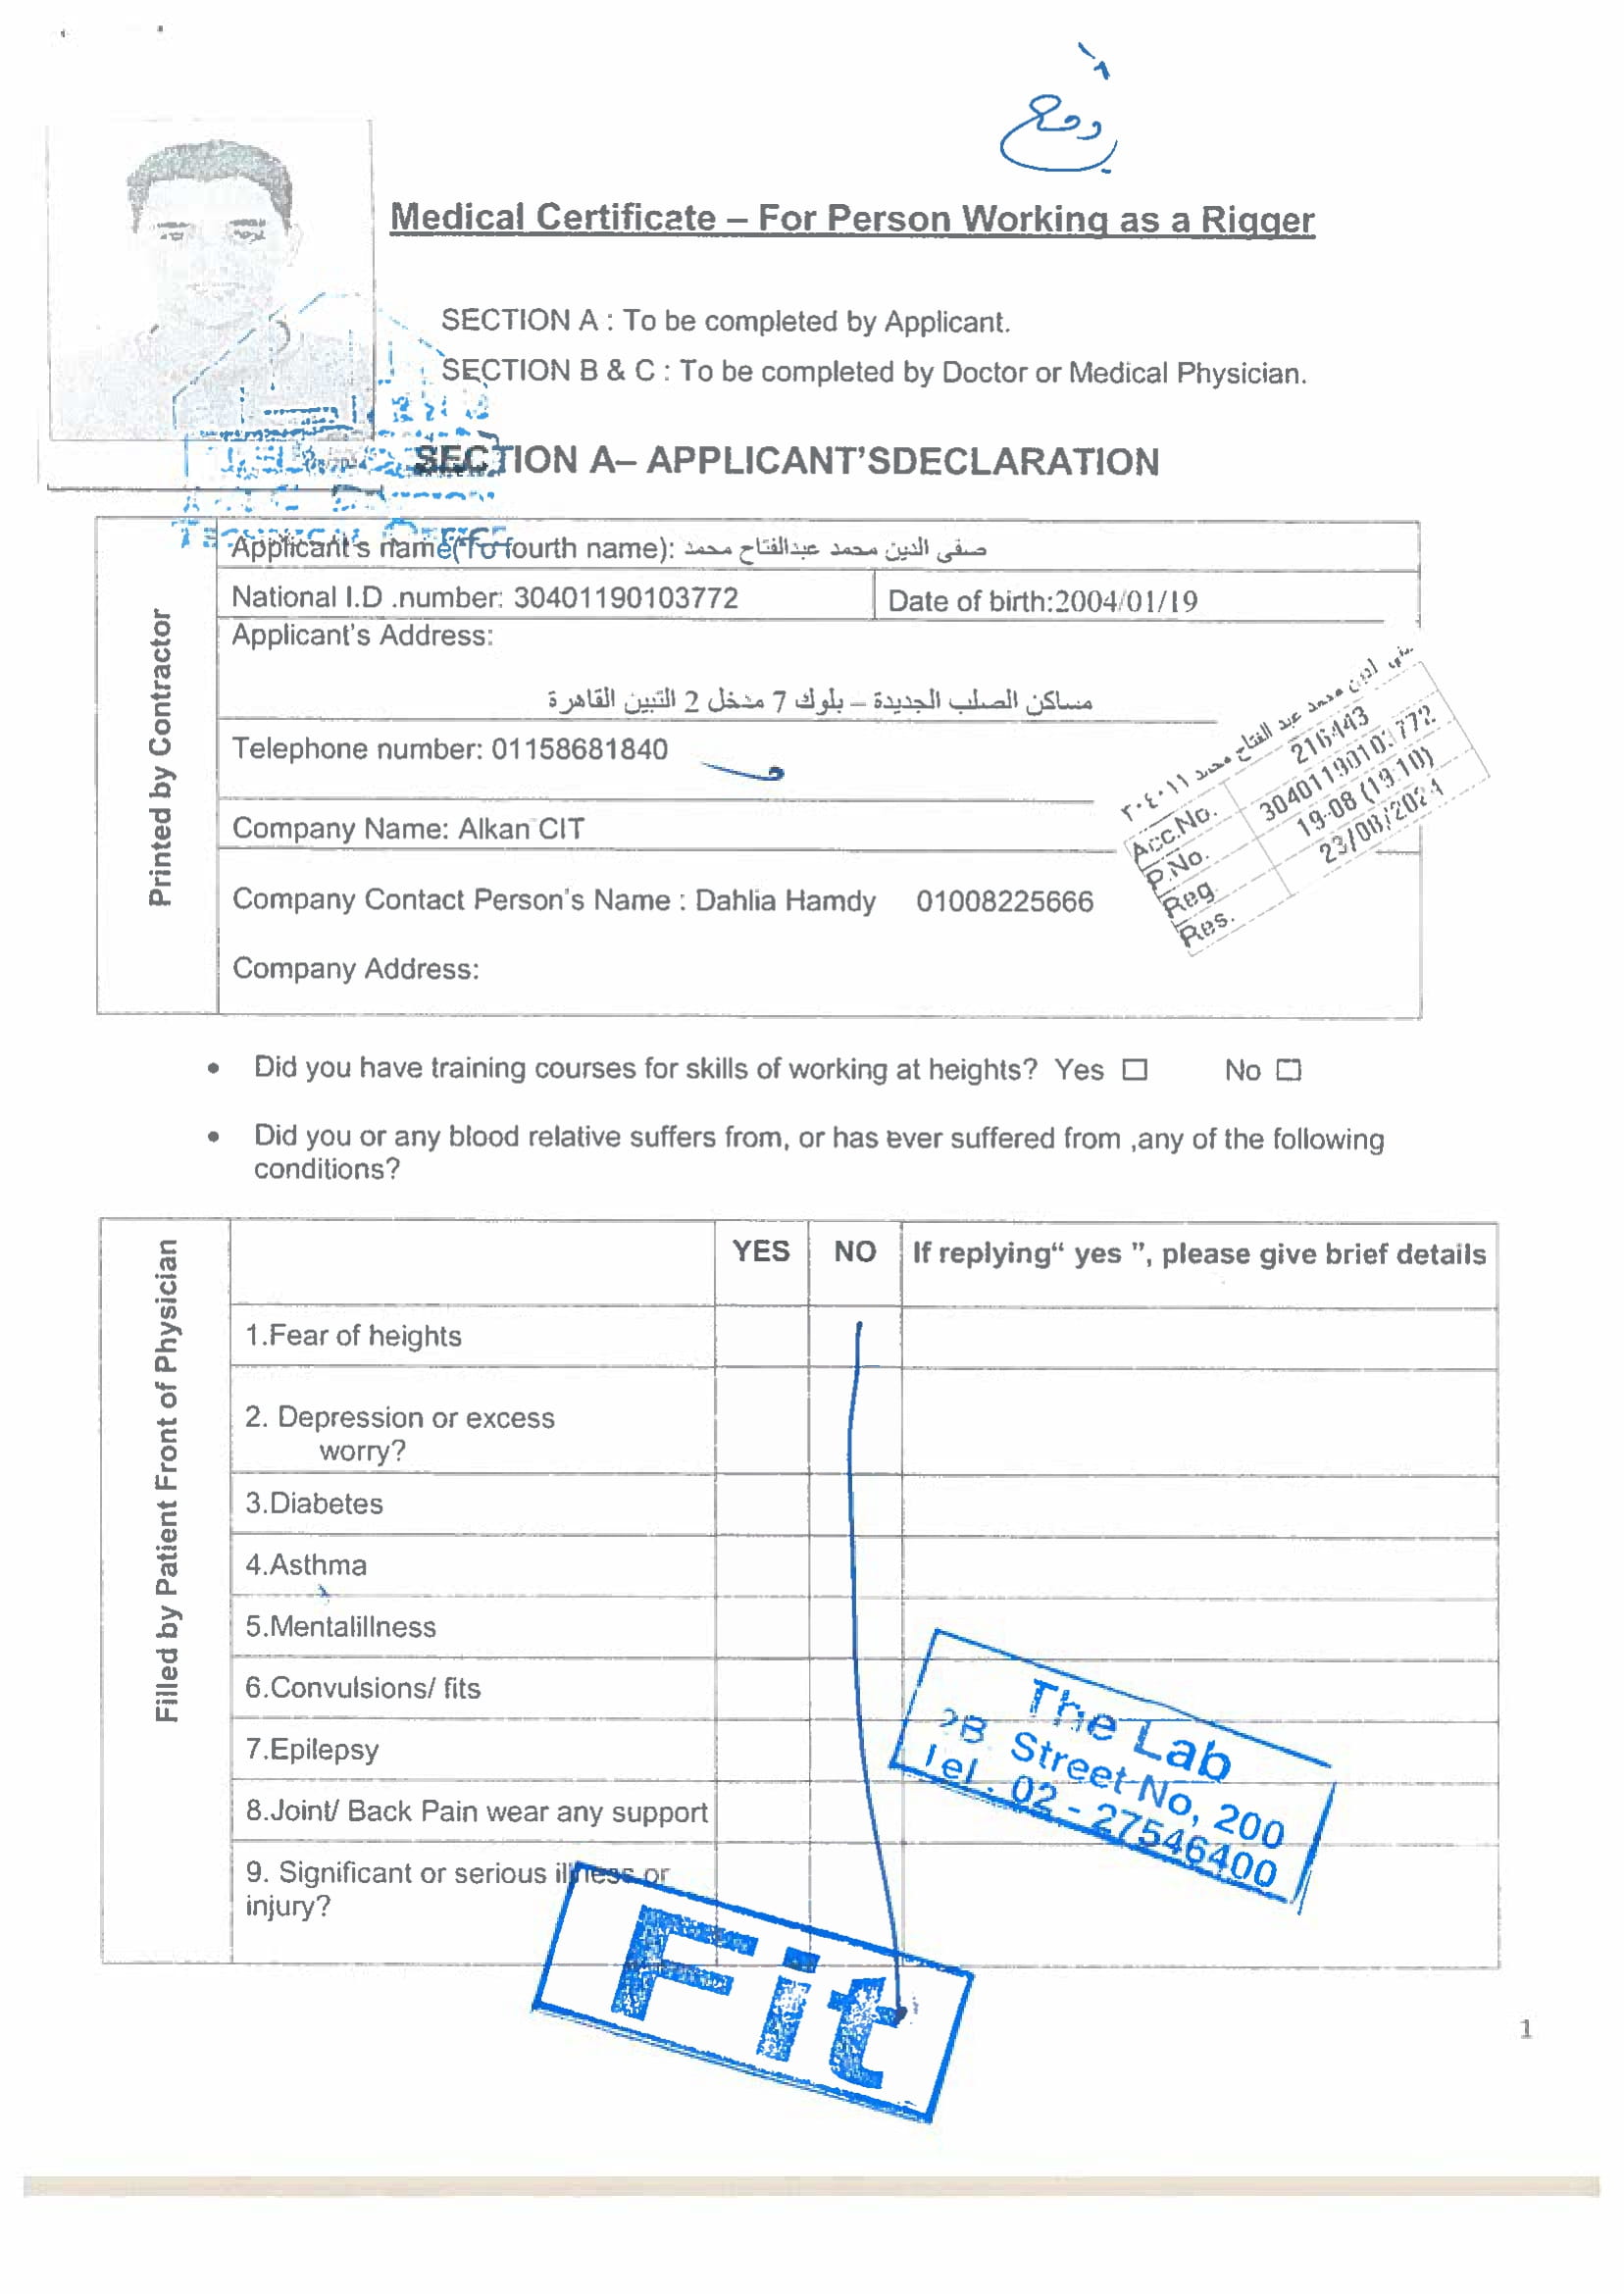 Medical Certificate – For Person Working as a Rigger
SECTION A : To be completed by Applicant.
SECTION B & C : To be completed by Doctor or Medical Physician.
SECTION A– APPLICANT'SDECLARATION
Printed by Contractor
Applicant's name(To fourth name): صفى الدين محمد عبدالفتاح محمد
National I.D .number: 30401190103772
Date of birth:2004/01/19
Applicant's Address:
مساكن الصلب الجديدة – بلوك 7 مدخل 2 التبين القاهرة
Telephone number: 01158681840
Company Name: Alkan CIT
Company Contact Person's Name : Dahlia Hamdy 01008225666
Company Address:
الدين محمد عبد الفتاح محمد
Acc.No. 216443
P.No. 30401190103772
Reg. 19-08 (19:10)
Res. 23/08/2024
• Did you have training courses for skills of working at heights? Yes ☐ No ☐
• Did you or any blood relative suffers from, or has ever suffered from ,any of the following
conditions?
Filled by Patient Front of Physician
YES NO If replying“ yes ”, please give brief details
1.Fear of heights
2. Depression or excess
worry?
3.Diabetes
4.Asthma
5.Mentalillness
6.Convulsions/ fits
7.Epilepsy
8.Joint/ Back Pain wear any support
9. Significant or serious illness or
injury?
The Lab
Street No, 200
Tel : 02 - 27546400
Fit
1